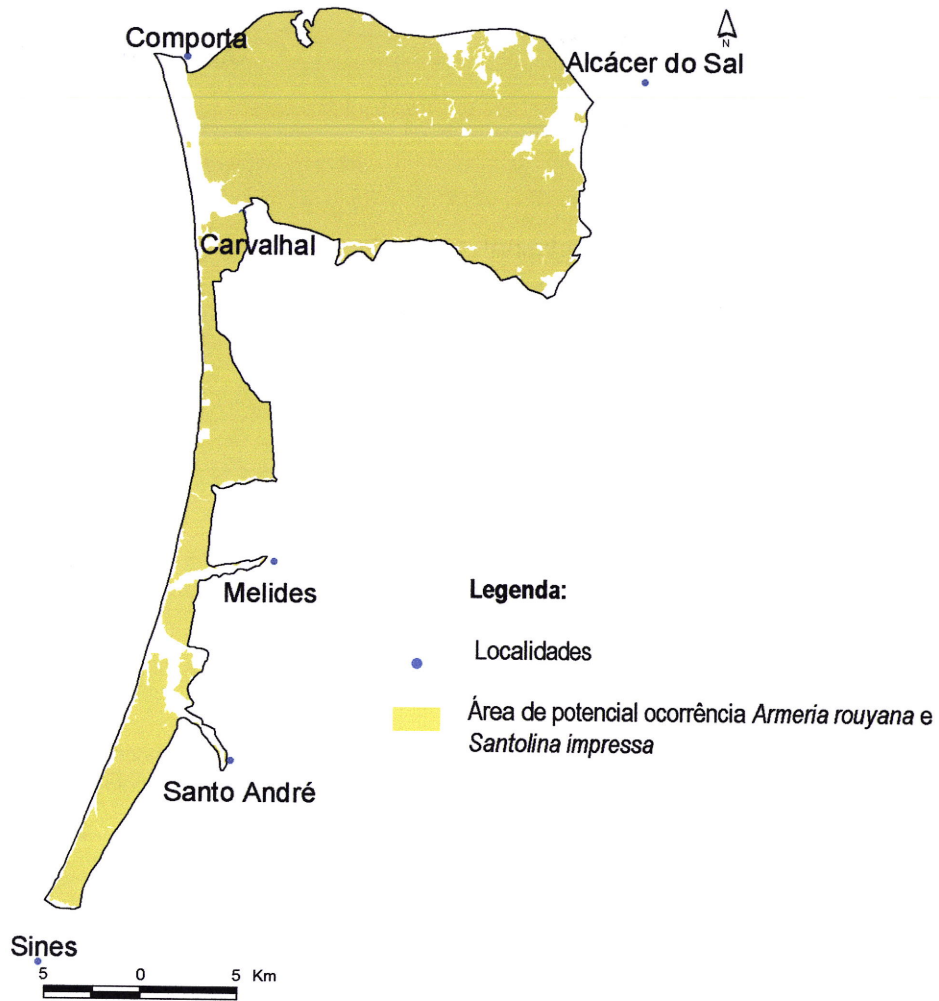 Comporta
N
Alcácer do Sal
Carvalhal
Melides
Legenda:
Localidades
Área de potencial ocorrência Armeria rouyana e
Santolina impressa
Santo André
Sines
5 0 5 Km